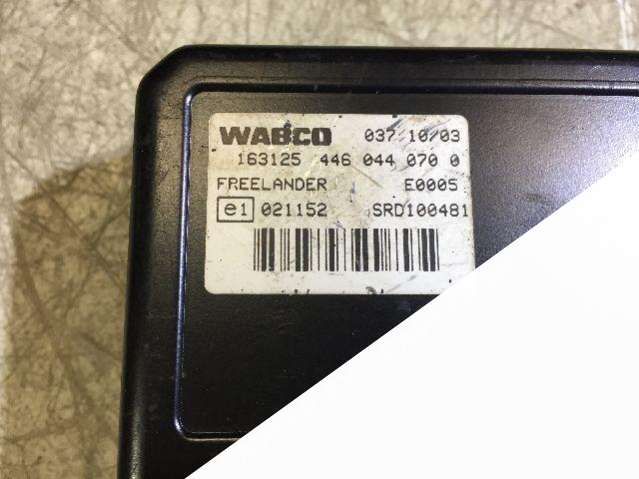 WABCO 037 10/03
163125 446 044 070 0
FREELANDER E0005
e1 021152 SRD100481